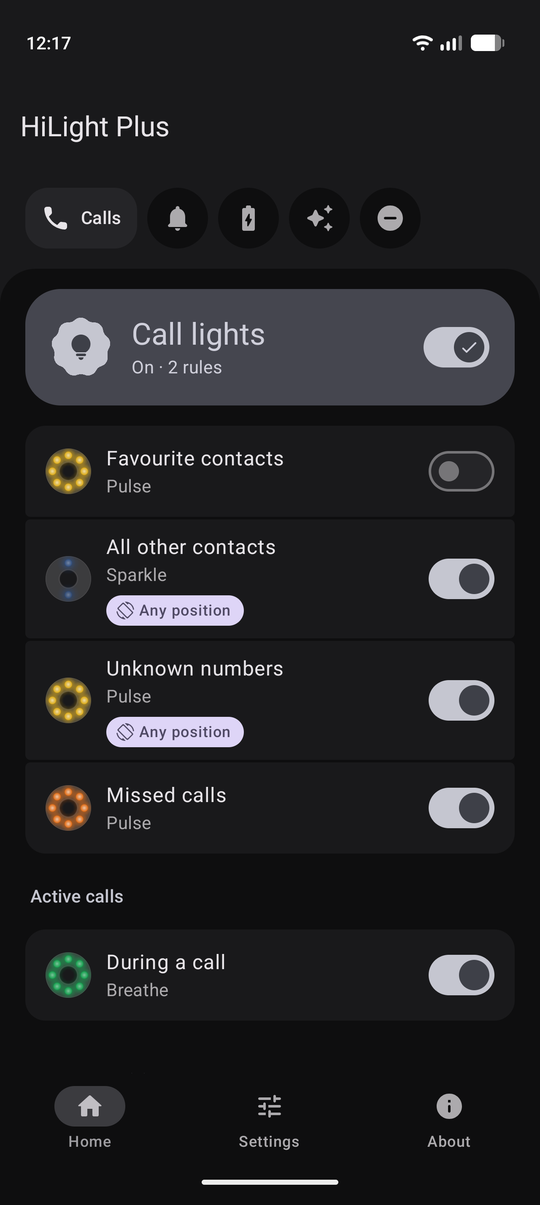 12:17
HiLight Plus
Calls
Call lights
On · 2 rules
Favourite contacts
Pulse
All other contacts
Sparkle
Any position
Unknown numbers
Pulse
Any position
Missed calls
Pulse
Active calls
During a call
Breathe
Home
Settings
About